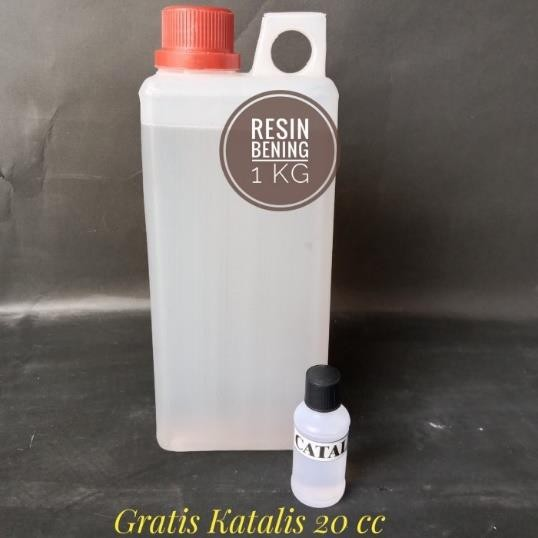 RESIN
BENING
1 KG
CATAL
Gratis Katalis 20 cc